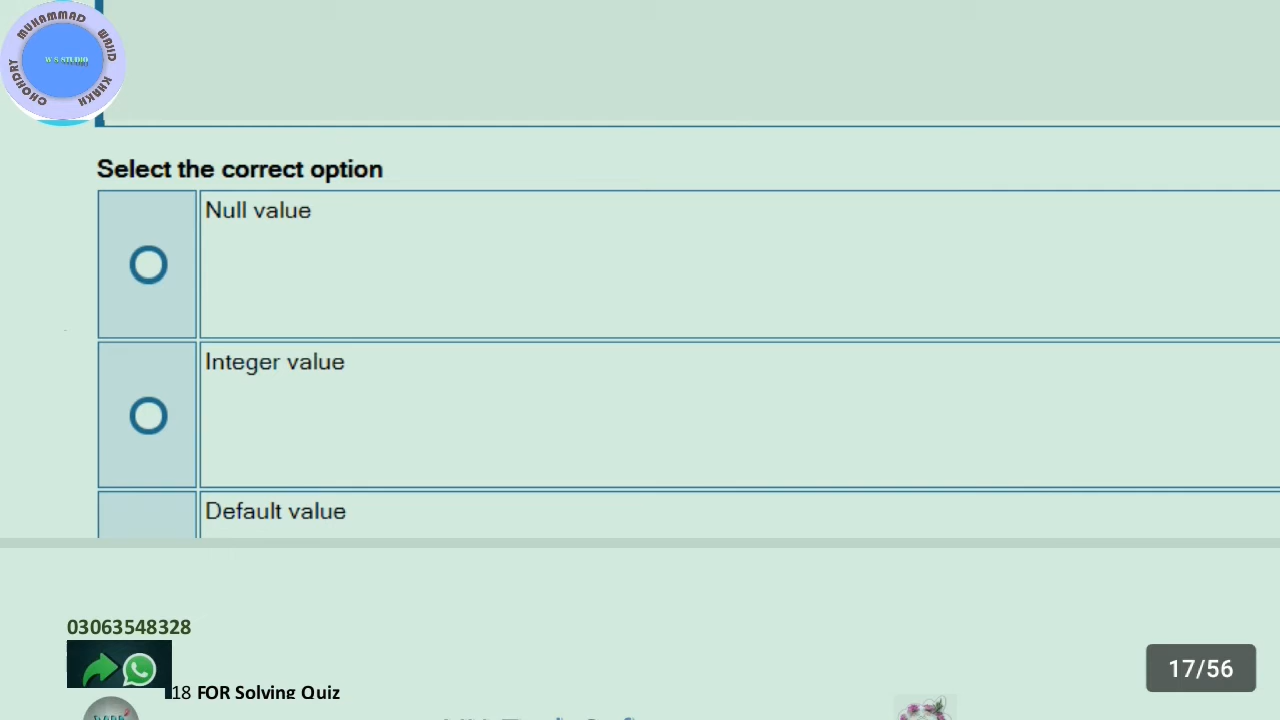 CHOHDRY MUHAMMAD WAJID KHAKH
W S STUDIO
Select the correct option
Null value
Integer value
Default value
03063548328
18 FOR Solving Quiz
17/56